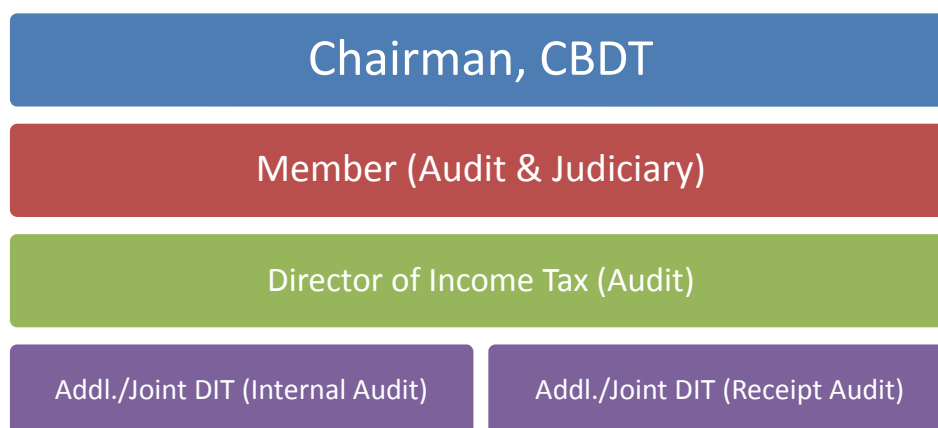 Chairman, CBDT
Member (Audit & Judiciary)
Director of Income Tax (Audit)
Addl./Joint DIT (Internal Audit)
Addl./Joint DIT (Receipt Audit)